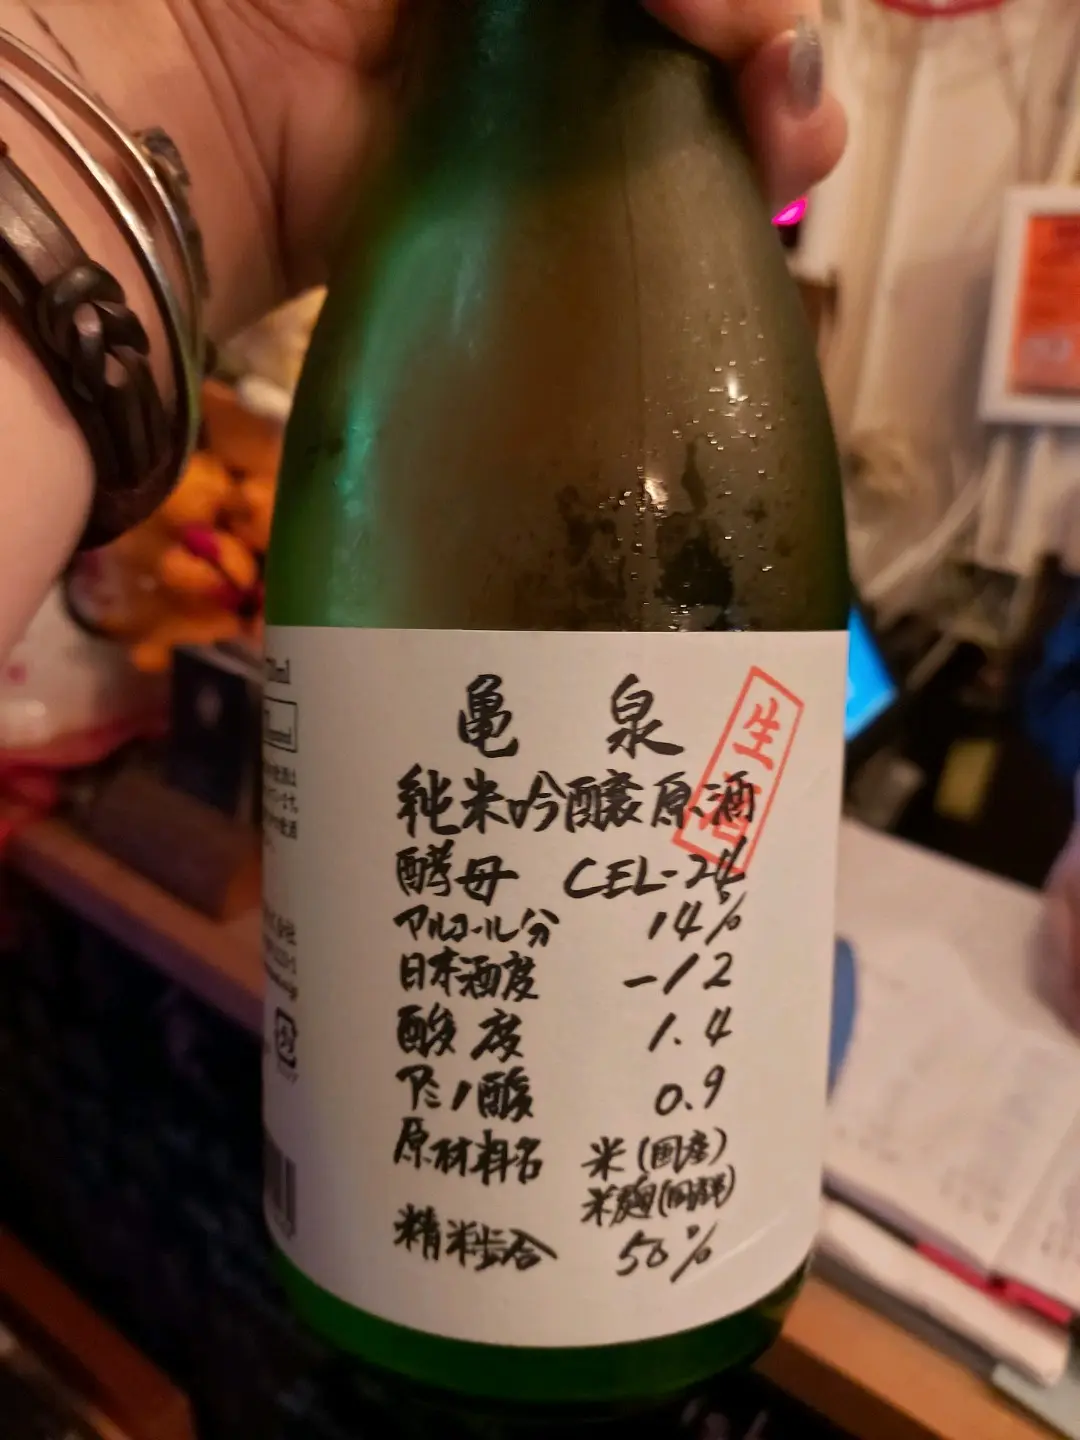 亀 泉
純米吟醸原酒
生酒
酵母 CEL-24
アルコール分 14%
日本酒度 -12
酸度 1.4
アミノ酸 0.9
原材料名 米(国産)
米麹(国産)
精米歩合 50%